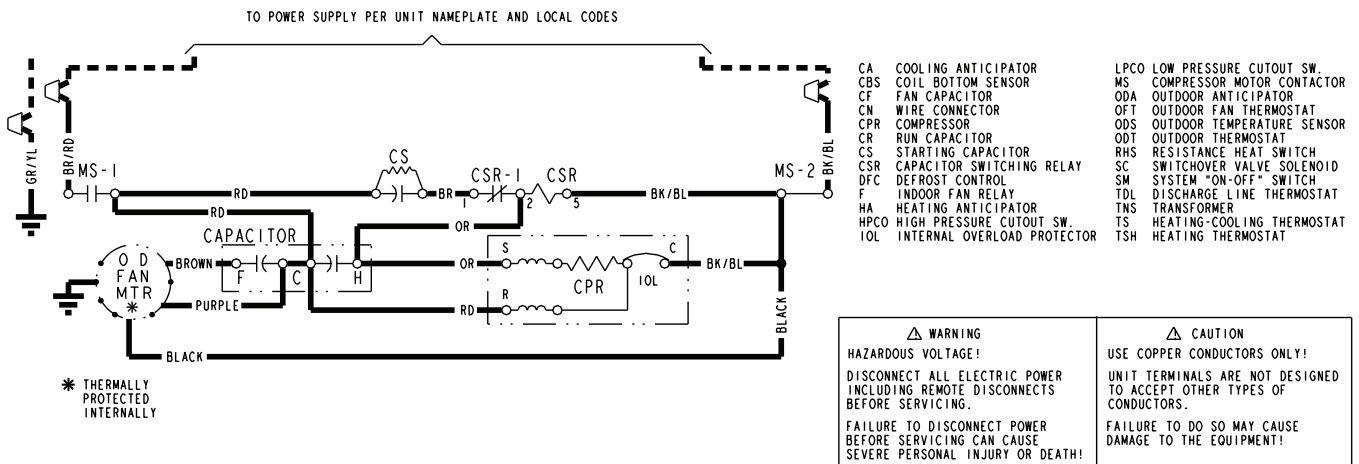 TO POWER SUPPLY PER UNIT NAMEPLATE AND LOCAL CODES
GR/YL
BR/RD
MS-1
RD
RD
CS
BR
1
CSR-1
2
CSR
5
BK/BL
MS-2
BK/BL
OR
CAPACITOR
O D
FAN
MTR
*
BROWN
F
C
H
PURPLE
OR
S
CPR
IOL
C
BK/BL
R
RD
BLACK
BLACK
* THERMALLY
PROTECTED
INTERNALLY
CA COOLING ANTICIPATOR
CBS COIL BOTTOM SENSOR
CF FAN CAPACITOR
CN WIRE CONNECTOR
CPR COMPRESSOR
CR RUN CAPACITOR
CS STARTING CAPACITOR
CSR CAPACITOR SWITCHING RELAY
DFC DEFROST CONTROL
F INDOOR FAN RELAY
HA HEATING ANTICIPATOR
HPCO HIGH PRESSURE CUTOUT SW.
IOL INTERNAL OVERLOAD PROTECTOR
LPCO LOW PRESSURE CUTOUT SW.
MS COMPRESSOR MOTOR CONTACTOR
ODA OUTDOOR ANTICIPATOR
OFT OUTDOOR FAN THERMOSTAT
ODS OUTDOOR TEMPERATURE SENSOR
ODT OUTDOOR THERMOSTAT
RHS RESISTANCE HEAT SWITCH
SC SWITCHOVER VALVE SOLENOID
SM SYSTEM "ON-OFF" SWITCH
TDL DISCHARGE LINE THERMOSTAT
TNS TRANSFORMER
TS HEATING-COOLING THERMOSTAT
TSH HEATING THERMOSTAT
⚠ WARNING
HAZARDOUS VOLTAGE!
DISCONNECT ALL ELECTRIC POWER
INCLUDING REMOTE DISCONNECTS
BEFORE SERVICING.
FAILURE TO DISCONNECT POWER
BEFORE SERVICING CAN CAUSE
SEVERE PERSONAL INJURY OR DEATH!
⚠ CAUTION
USE COPPER CONDUCTORS ONLY!
UNIT TERMINALS ARE NOT DESIGNED
TO ACCEPT OTHER TYPES OF
CONDUCTORS.
FAILURE TO DO SO MAY CAUSE
DAMAGE TO THE EQUIPMENT!